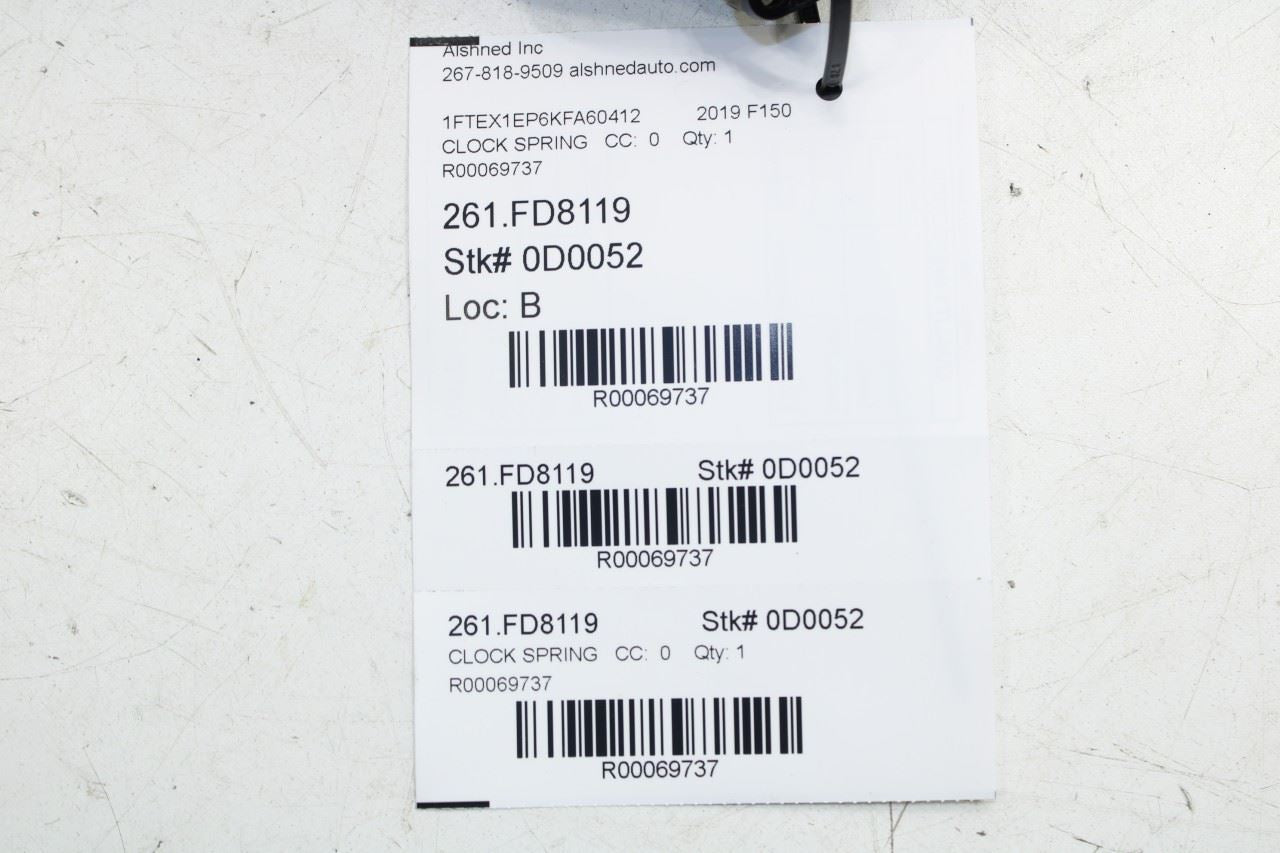 Alshned Inc
267-818-9509 alshnedauto.com
1FTEX1EP6KFA60412 2019 F150
CLOCK SPRING CC: 0 Qty: 1
R00069737
261.FD8119
Stk# 0D0052
Loc: B
R00069737
261.FD8119 Stk# 0D0052
R00069737
261.FD8119 Stk# 0D0052
CLOCK SPRING CC: 0 Qty: 1
R00069737
R00069737